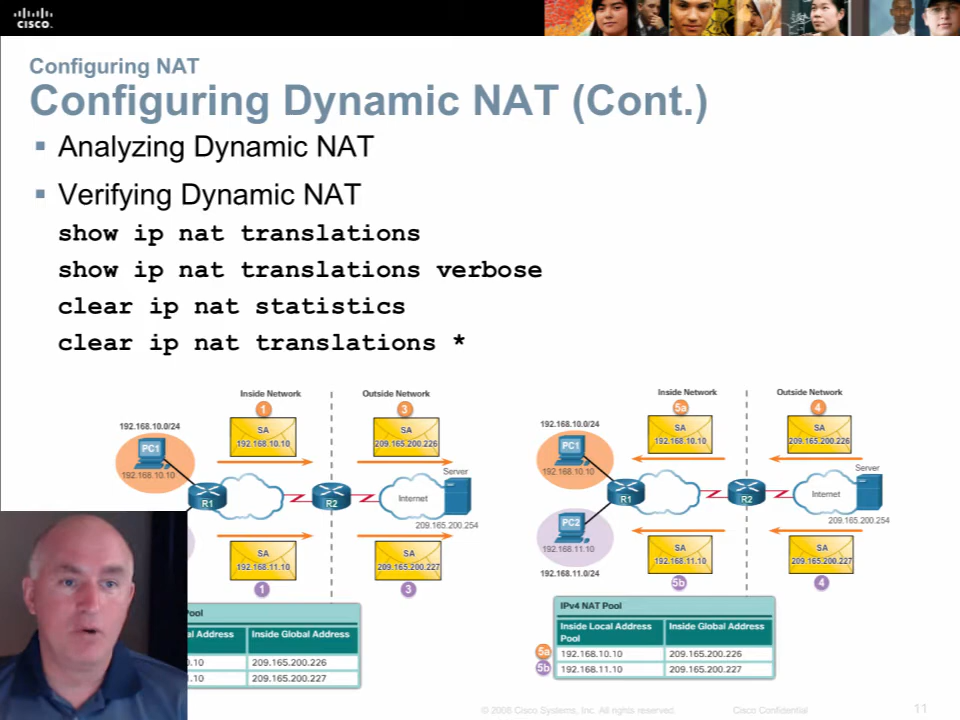 CISCO
Configuring NAT
Configuring Dynamic NAT (Cont.)
Analyzing Dynamic NAT
Verifying Dynamic NAT
show ip nat translations
show ip nat translations verbose
clear ip nat statistics
clear ip nat translations *
Inside Network
Outside Network
1
3
192.168.10.0/24
SA
192.168.10.10
SA
209.165.200.226
PC1
192.168.10.10
Server
R1
R2
Internet
209.165.200.254
SA
192.168.11.10
SA
209.165.200.227
1
3
Pool
al Address
Inside Global Address
0.10
209.165.200.226
1.10
209.165.200.227
Inside Network
Outside Network
5a
4
192.168.10.0/24
SA
192.168.10.10
SA
209.165.200.226
PC1
192.168.10.10
Server
R1
R2
Internet
209.165.200.254
PC2
192.168.11.10
SA
192.168.11.10
SA
209.165.200.227
192.168.11.0/24
5b
4
IPv4 NAT Pool
Inside Local Address Pool
Inside Global Address
5a
192.168.10.10
209.165.200.226
5b
192.168.11.10
209.165.200.227
© 2008 Cisco Systems, Inc. All rights reserved.
Cisco Confidential
11